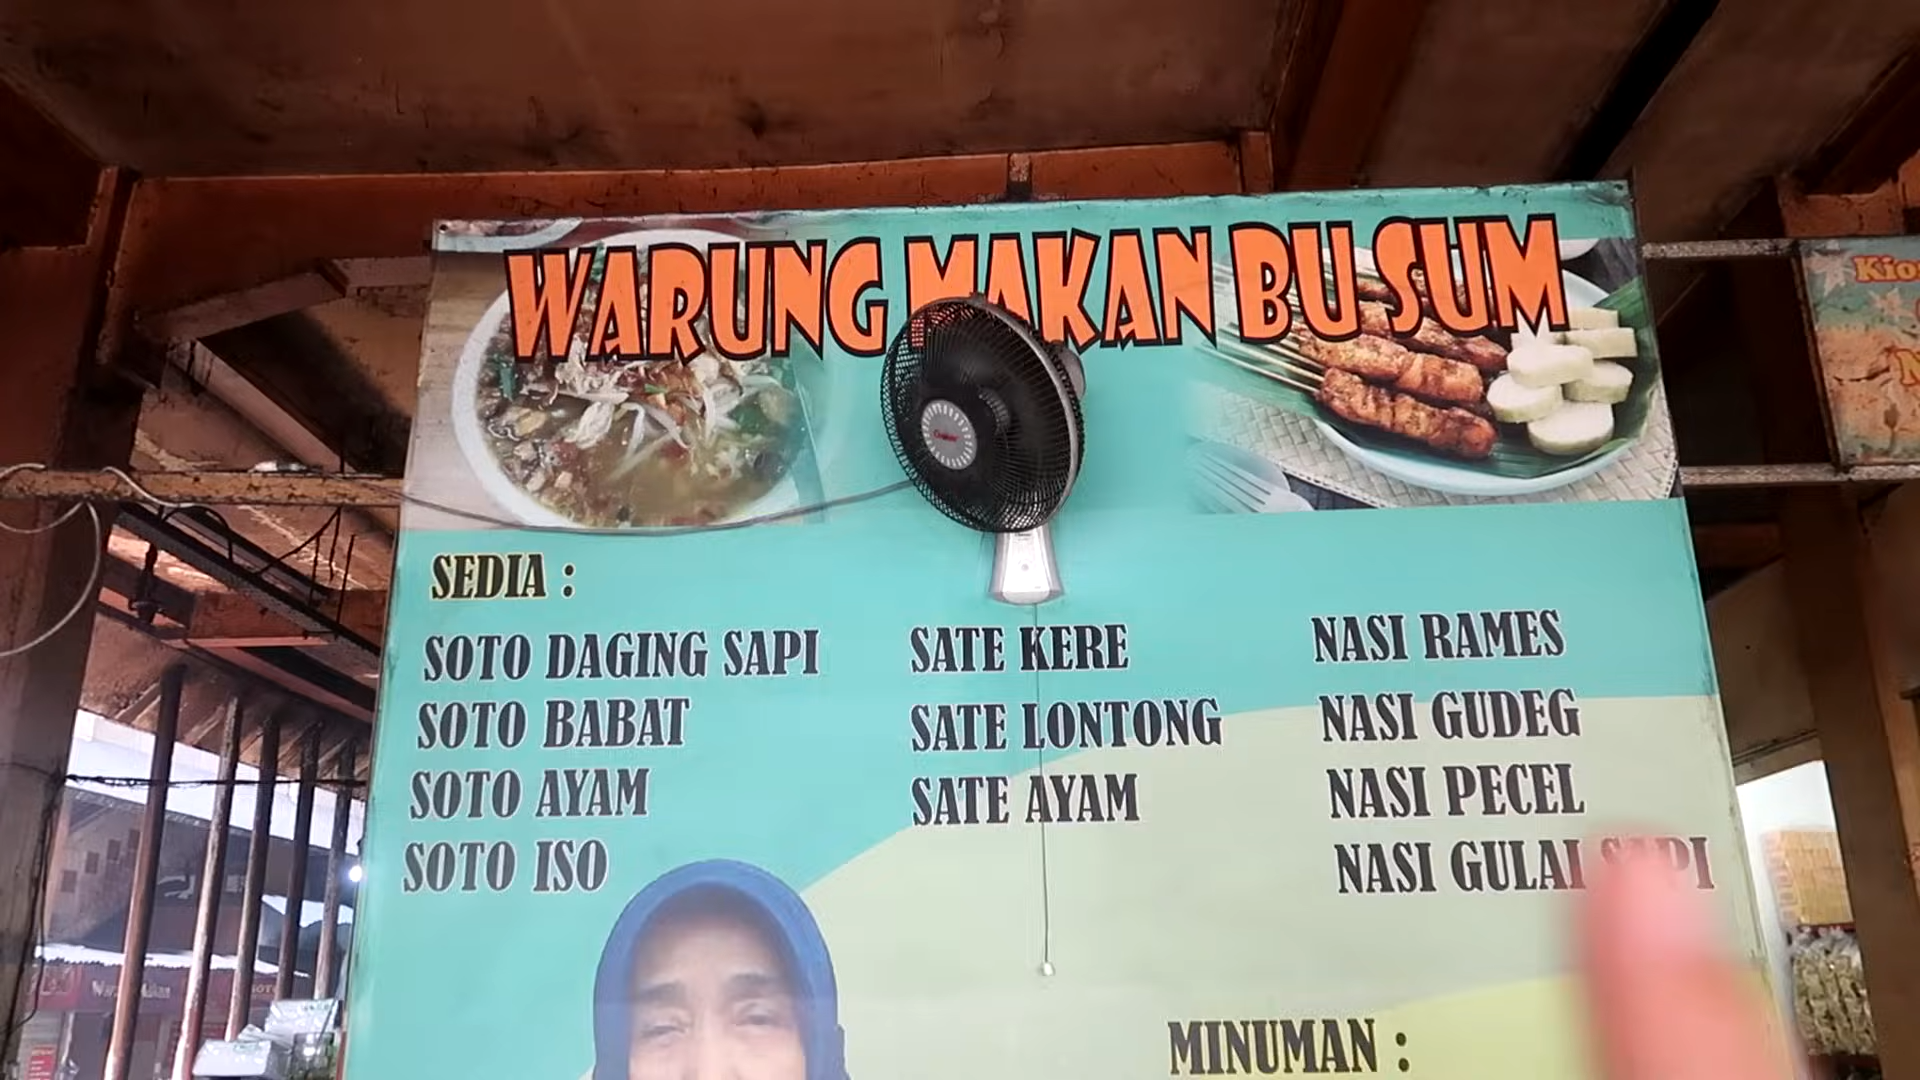 WARUNG MAKAN BU SUM
SEDIA :
SOTO DAGING SAPI
SOTO BABAT
SOTO AYAM
SOTO ISO
SATE KERE
SATE LONTONG
SATE AYAM
NASI RAMES
NASI GUDEG
NASI PECEL
NASI GULAI SAPI
MINUMAN :